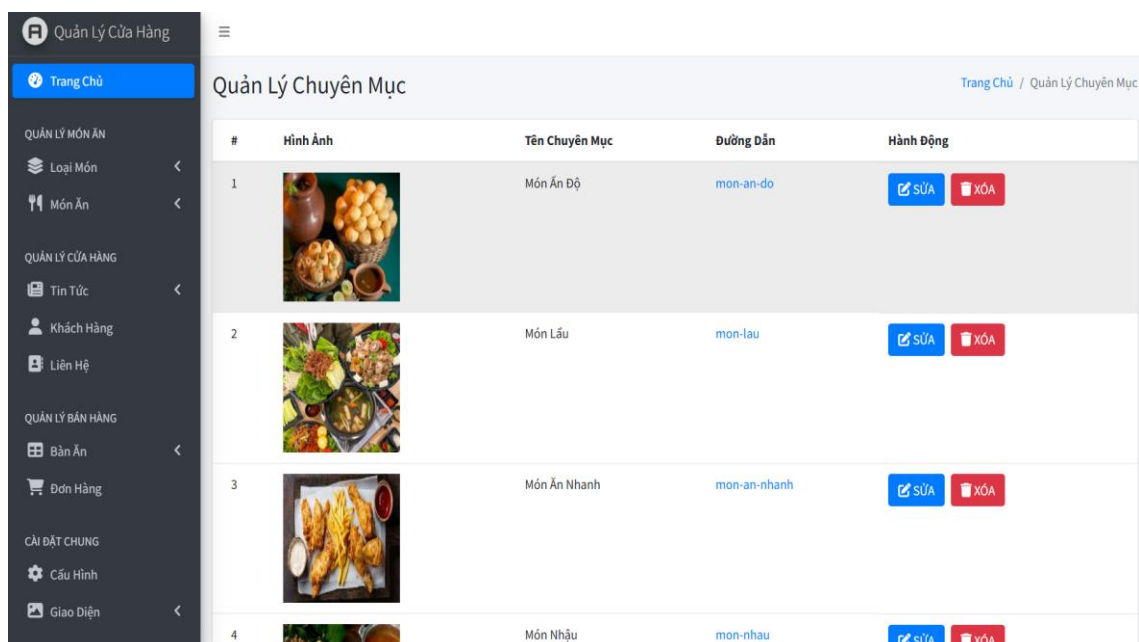 Quản Lý Cửa Hàng
Trang Chủ
QUẢN LÝ MÓN ĂN
Loại Món
Món Ăn
QUẢN LÝ CỬA HÀNG
Tin Tức
Khách Hàng
Liên Hệ
QUẢN LÝ BÁN HÀNG
Bàn Ăn
Đơn Hàng
CÀI ĐẶT CHUNG
Cấu Hình
Giao Diện
Quản Lý Chuyên Mục
Trang Chủ / Quản Lý Chuyên Mục
# Hình Ảnh Tên Chuyên Mục Đường Dẫn Hành Động
1 Món Ấn Độ mon-an-do SỬA XÓA
2 Món Lẩu mon-lau SỬA XÓA
3 Món Ăn Nhanh mon-an-nhanh SỬA XÓA
4 Món Nhậu mon-nhau SỬA XÓA